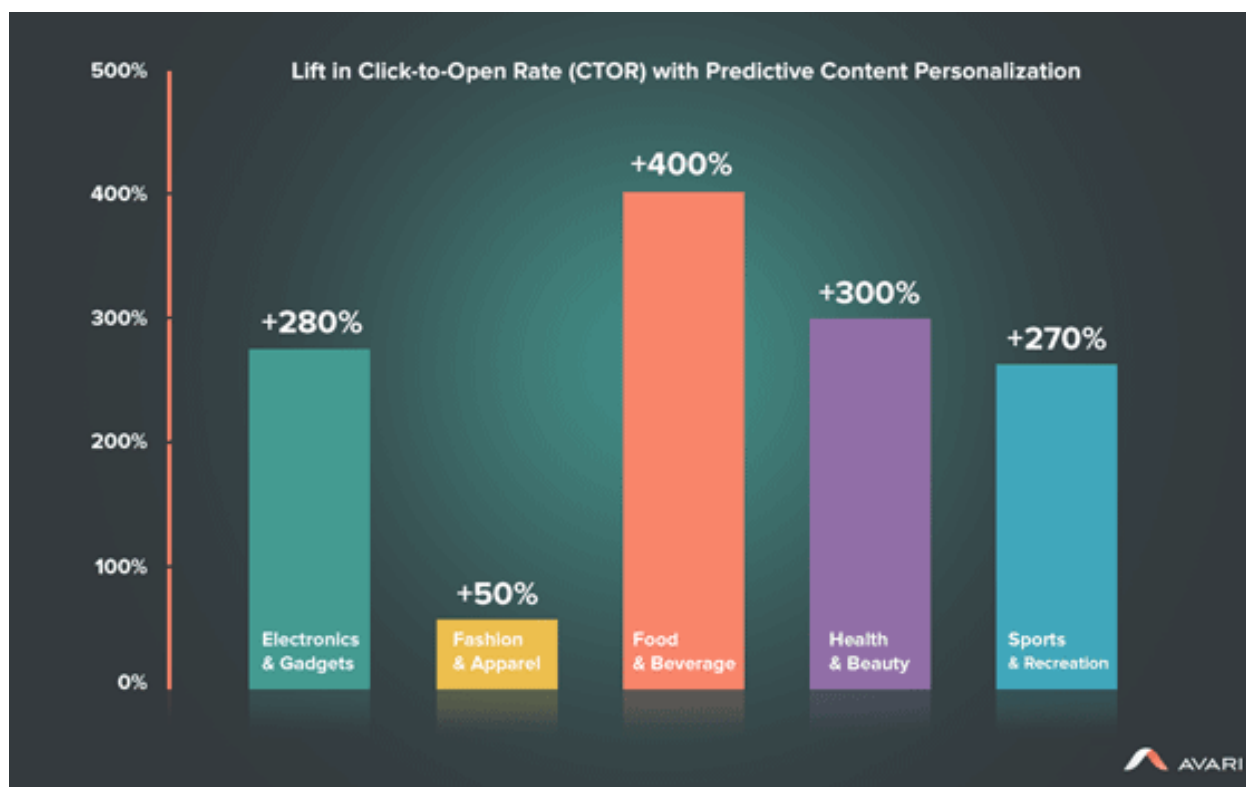 Lift in Click-to-Open Rate (CTOR) with Predictive Content Personalization
500%
400%
300%
200%
100%
0%
+280%
+50%
+400%
+300%
+270%
Electronics
& Gadgets
Fashion
& Apparel
Food
& Beverage
Health
& Beauty
Sports
& Recreation
AVARI